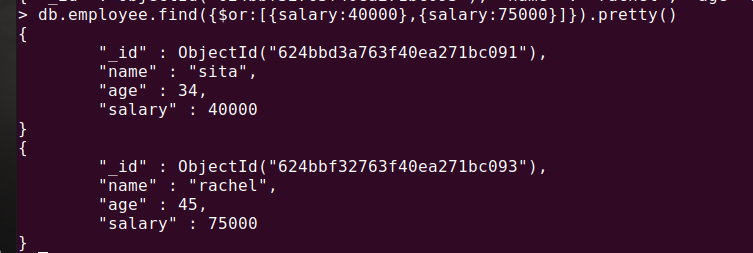 > db.employee.find({$or:[{salary:40000},{salary:75000}]}).pretty()
{
"_id" : ObjectId("624bbd3a763f40ea271bc091"),
"name" : "sita",
"age" : 34,
"salary" : 40000
}
{
"_id" : ObjectId("624bbf32763f40ea271bc093"),
"name" : "rachel",
"age" : 45,
"salary" : 75000
}